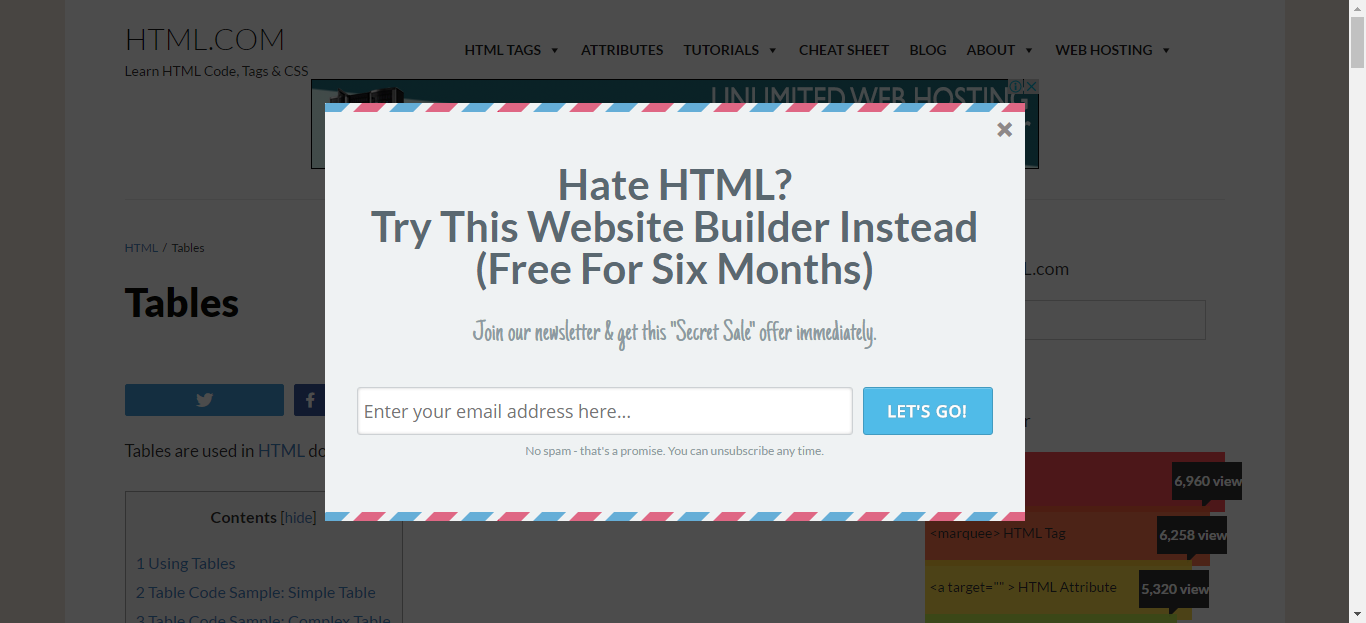 HTML.COM
Learn HTML Code, Tags & CSS
HTML TAGS ATTRIBUTES TUTORIALS CHEAT SHEET BLOG ABOUT WEB HOSTING
UNLIMITED WEB HOSTING
Hate HTML?
Try This Website Builder Instead
(Free For Six Months)
Join our newsletter & get this "Secret Sale" offer immediately.
Enter your email address here...
LET'S GO!
No spam - that's a promise. You can unsubscribe any time.
HTML / Tables
Tables
Tables are used in HTML
Contents [hide]
1 Using Tables
2 Table Code Sample: Simple Table
3 Table Code Sample: Complex Table
.com
6,960 view
<marquee> HTML Tag
6,258 view
<a target="" > HTML Attribute
5,320 view